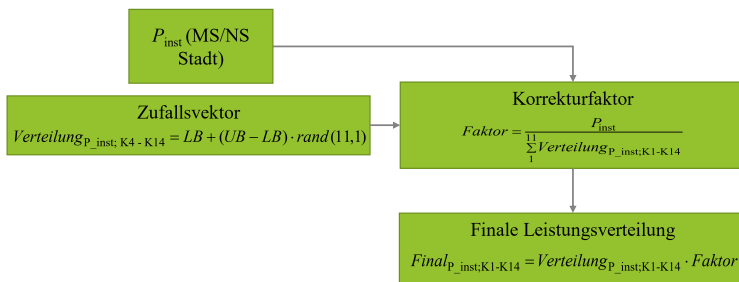 P_inst (MS/NS
Stadt)
Zufallsvektor
Verteilung_P_inst; K4 - K14 = LB + (UB − LB) · rand(11,1)
Korrekturfaktor
Faktor = P_inst / ∑_1^11 Verteilung_P_inst;K1-K14
Finale Leistungsverteilung
Final_P_inst;K1-K14 = Verteilung_P_inst;K1-K14 · Faktor